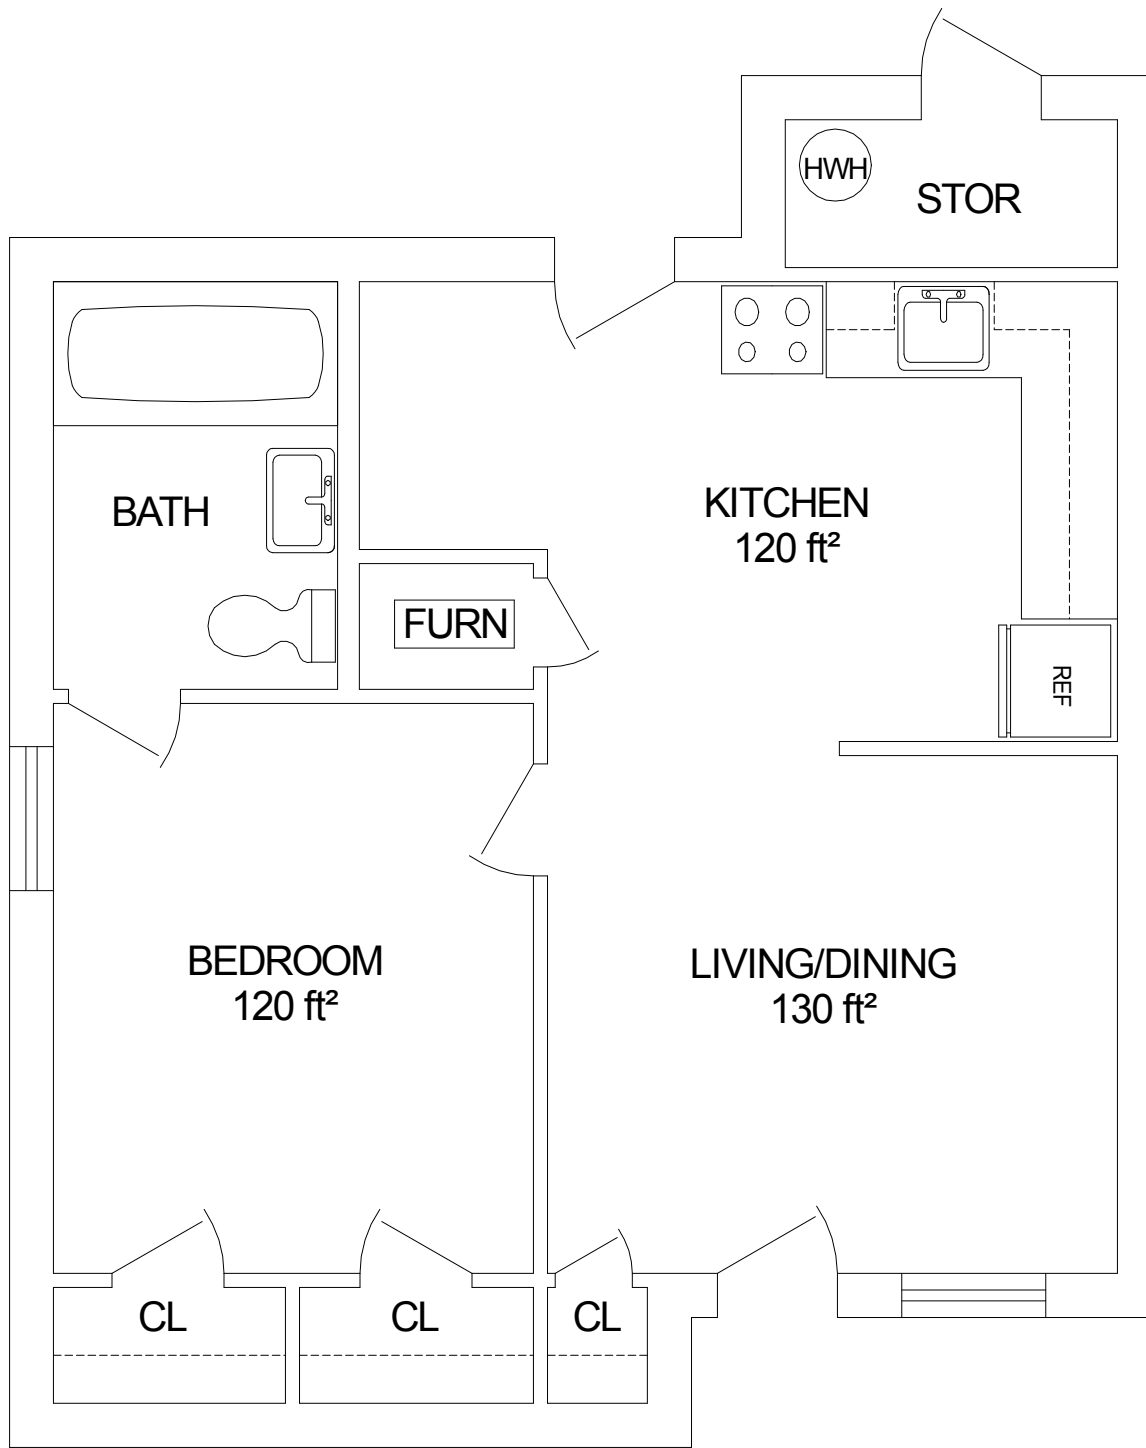 HWH
STOR
BATH
KITCHEN
120 ft²
FURN
REF
BEDROOM
120 ft²
LIVING/DINING
130 ft²
CL
CL
CL